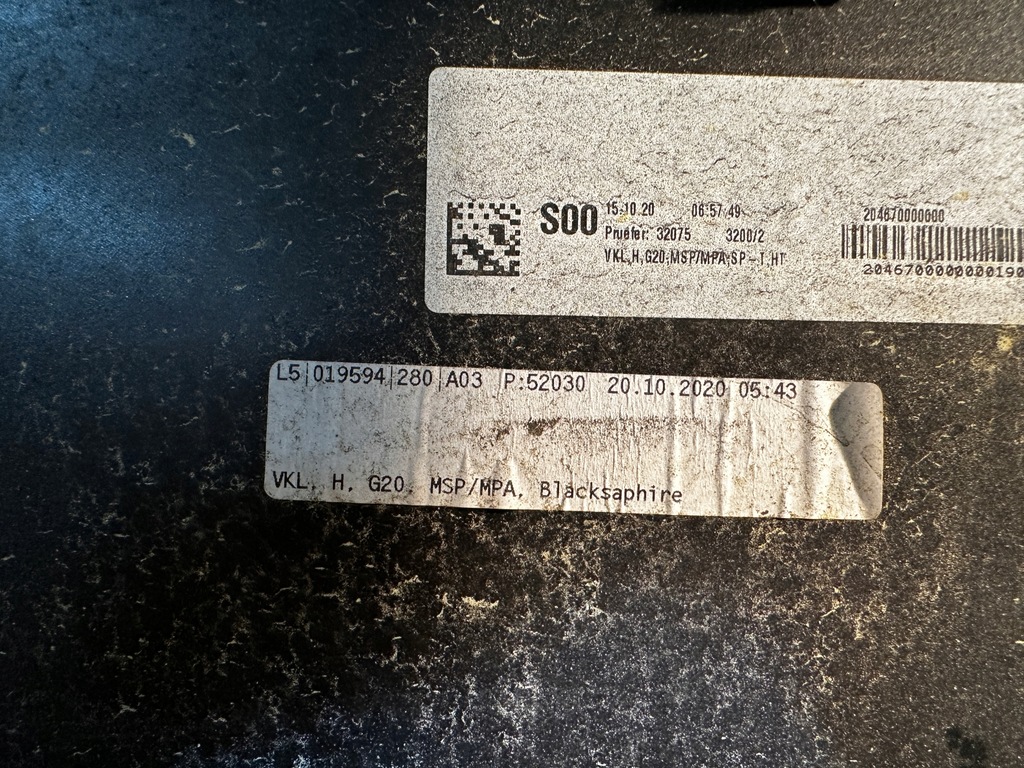 S00
15.10.20 06:57:49
Pruefer: 32075 3200/2
VKL,H,G20,MSP/MPA,SP-T,HT
204670000000
204670000000190
L5|019594|280|A03 P:52030 20.10.2020 05:43
VKL, H, G20, MSP/MPA, Blacksaphire